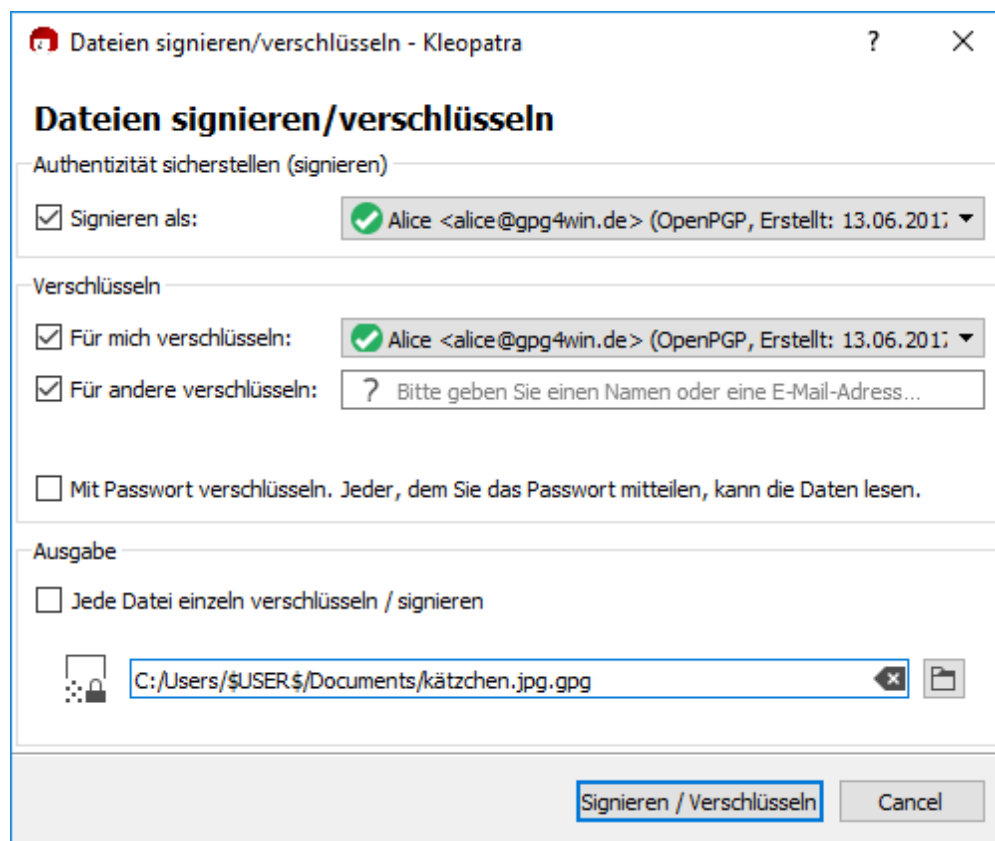 Dateien signieren/verschlüsseln - Kleopatra
Dateien signieren/verschlüsseln
Authentizität sicherstellen (signieren)
Signieren als:
Alice <alice@gpg4win.de> (OpenPGP, Erstellt: 13.06.2017
Verschlüsseln
Für mich verschlüsseln:
Alice <alice@gpg4win.de> (OpenPGP, Erstellt: 13.06.2017
Für andere verschlüsseln:
? Bitte geben Sie einen Namen oder eine E-Mail-Adress...
Mit Passwort verschlüsseln. Jeder, dem Sie das Passwort mitteilen, kann die Daten lesen.
Ausgabe
Jede Datei einzeln verschlüsseln / signieren
C:/Users/$USER$/Documents/kätzchen.jpg.gpg
Signieren / Verschlüsseln
Cancel